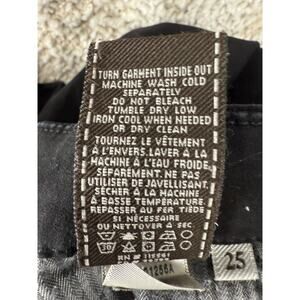 TURN GARMENT INSIDE OUT
MACHINE WASH COLD
SEPARATELY
DO NOT BLEACH
TUMBLE DRY LOW
IRON COOL WHEN NEEDED
OR DRY CLEAN
TOURNEZ LE VÊTEMENT
À L'ENVERS.LAVER À LA
MACHINE À L'EAU FROIDE
SÉPARÉMENT. NE PAS
UTILISER DE JAVELLISANT.
SÉCHER À LA MACHINE
À BASSE TEMPÉRATURE.
REPASSER AU FER TIÈDE
SI NÉCESSAIRE
OU NETTOYER À SEC.
30
RN #
25